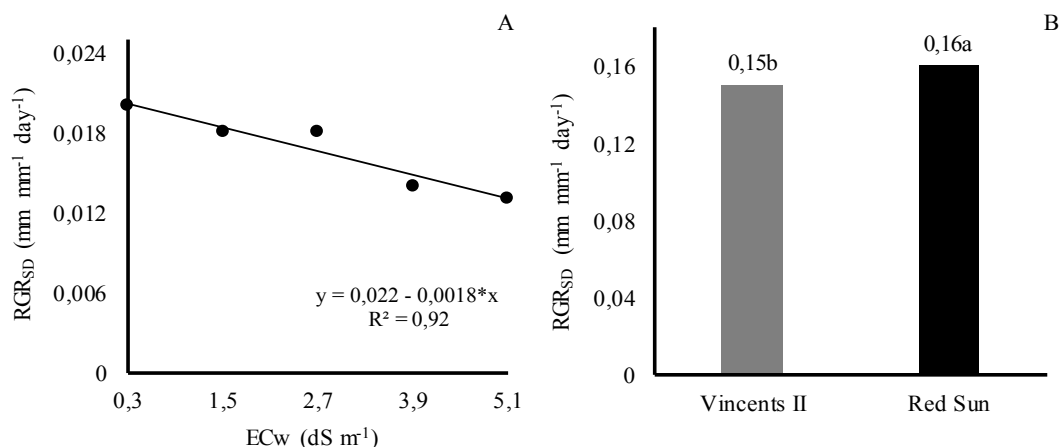 A
0,024
0,018
0,012
0,006
0
RGR_SD (mm mm⁻¹ day⁻¹)
y = 0,022 - 0,0018*x
R² = 0,92
0,3 1,5 2,7 3,9 5,1
ECw (dS m⁻¹)
B
0,16
0,12
0,08
0,04
0
RGR_SD (mm mm⁻¹ day⁻¹)
0,15b
0,16a
Vincents II Red Sun